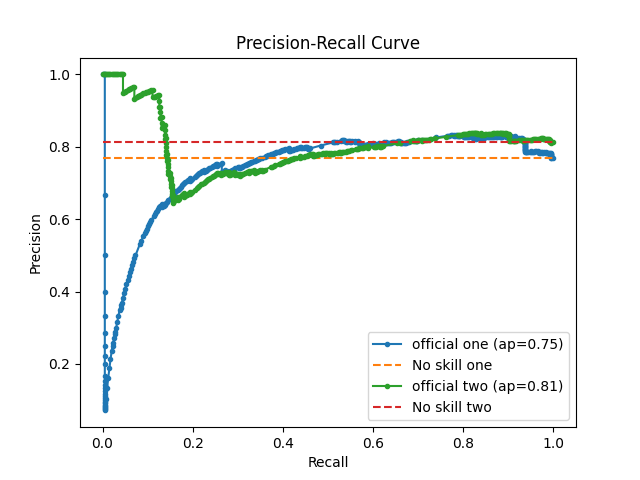 Precision-Recall Curve
Precision
1.0
0.8
0.6
0.4
0.2
0.0
0.2
0.4
0.6
0.8
1.0
Recall
official one (ap=0.75)
No skill one
official two (ap=0.81)
No skill two